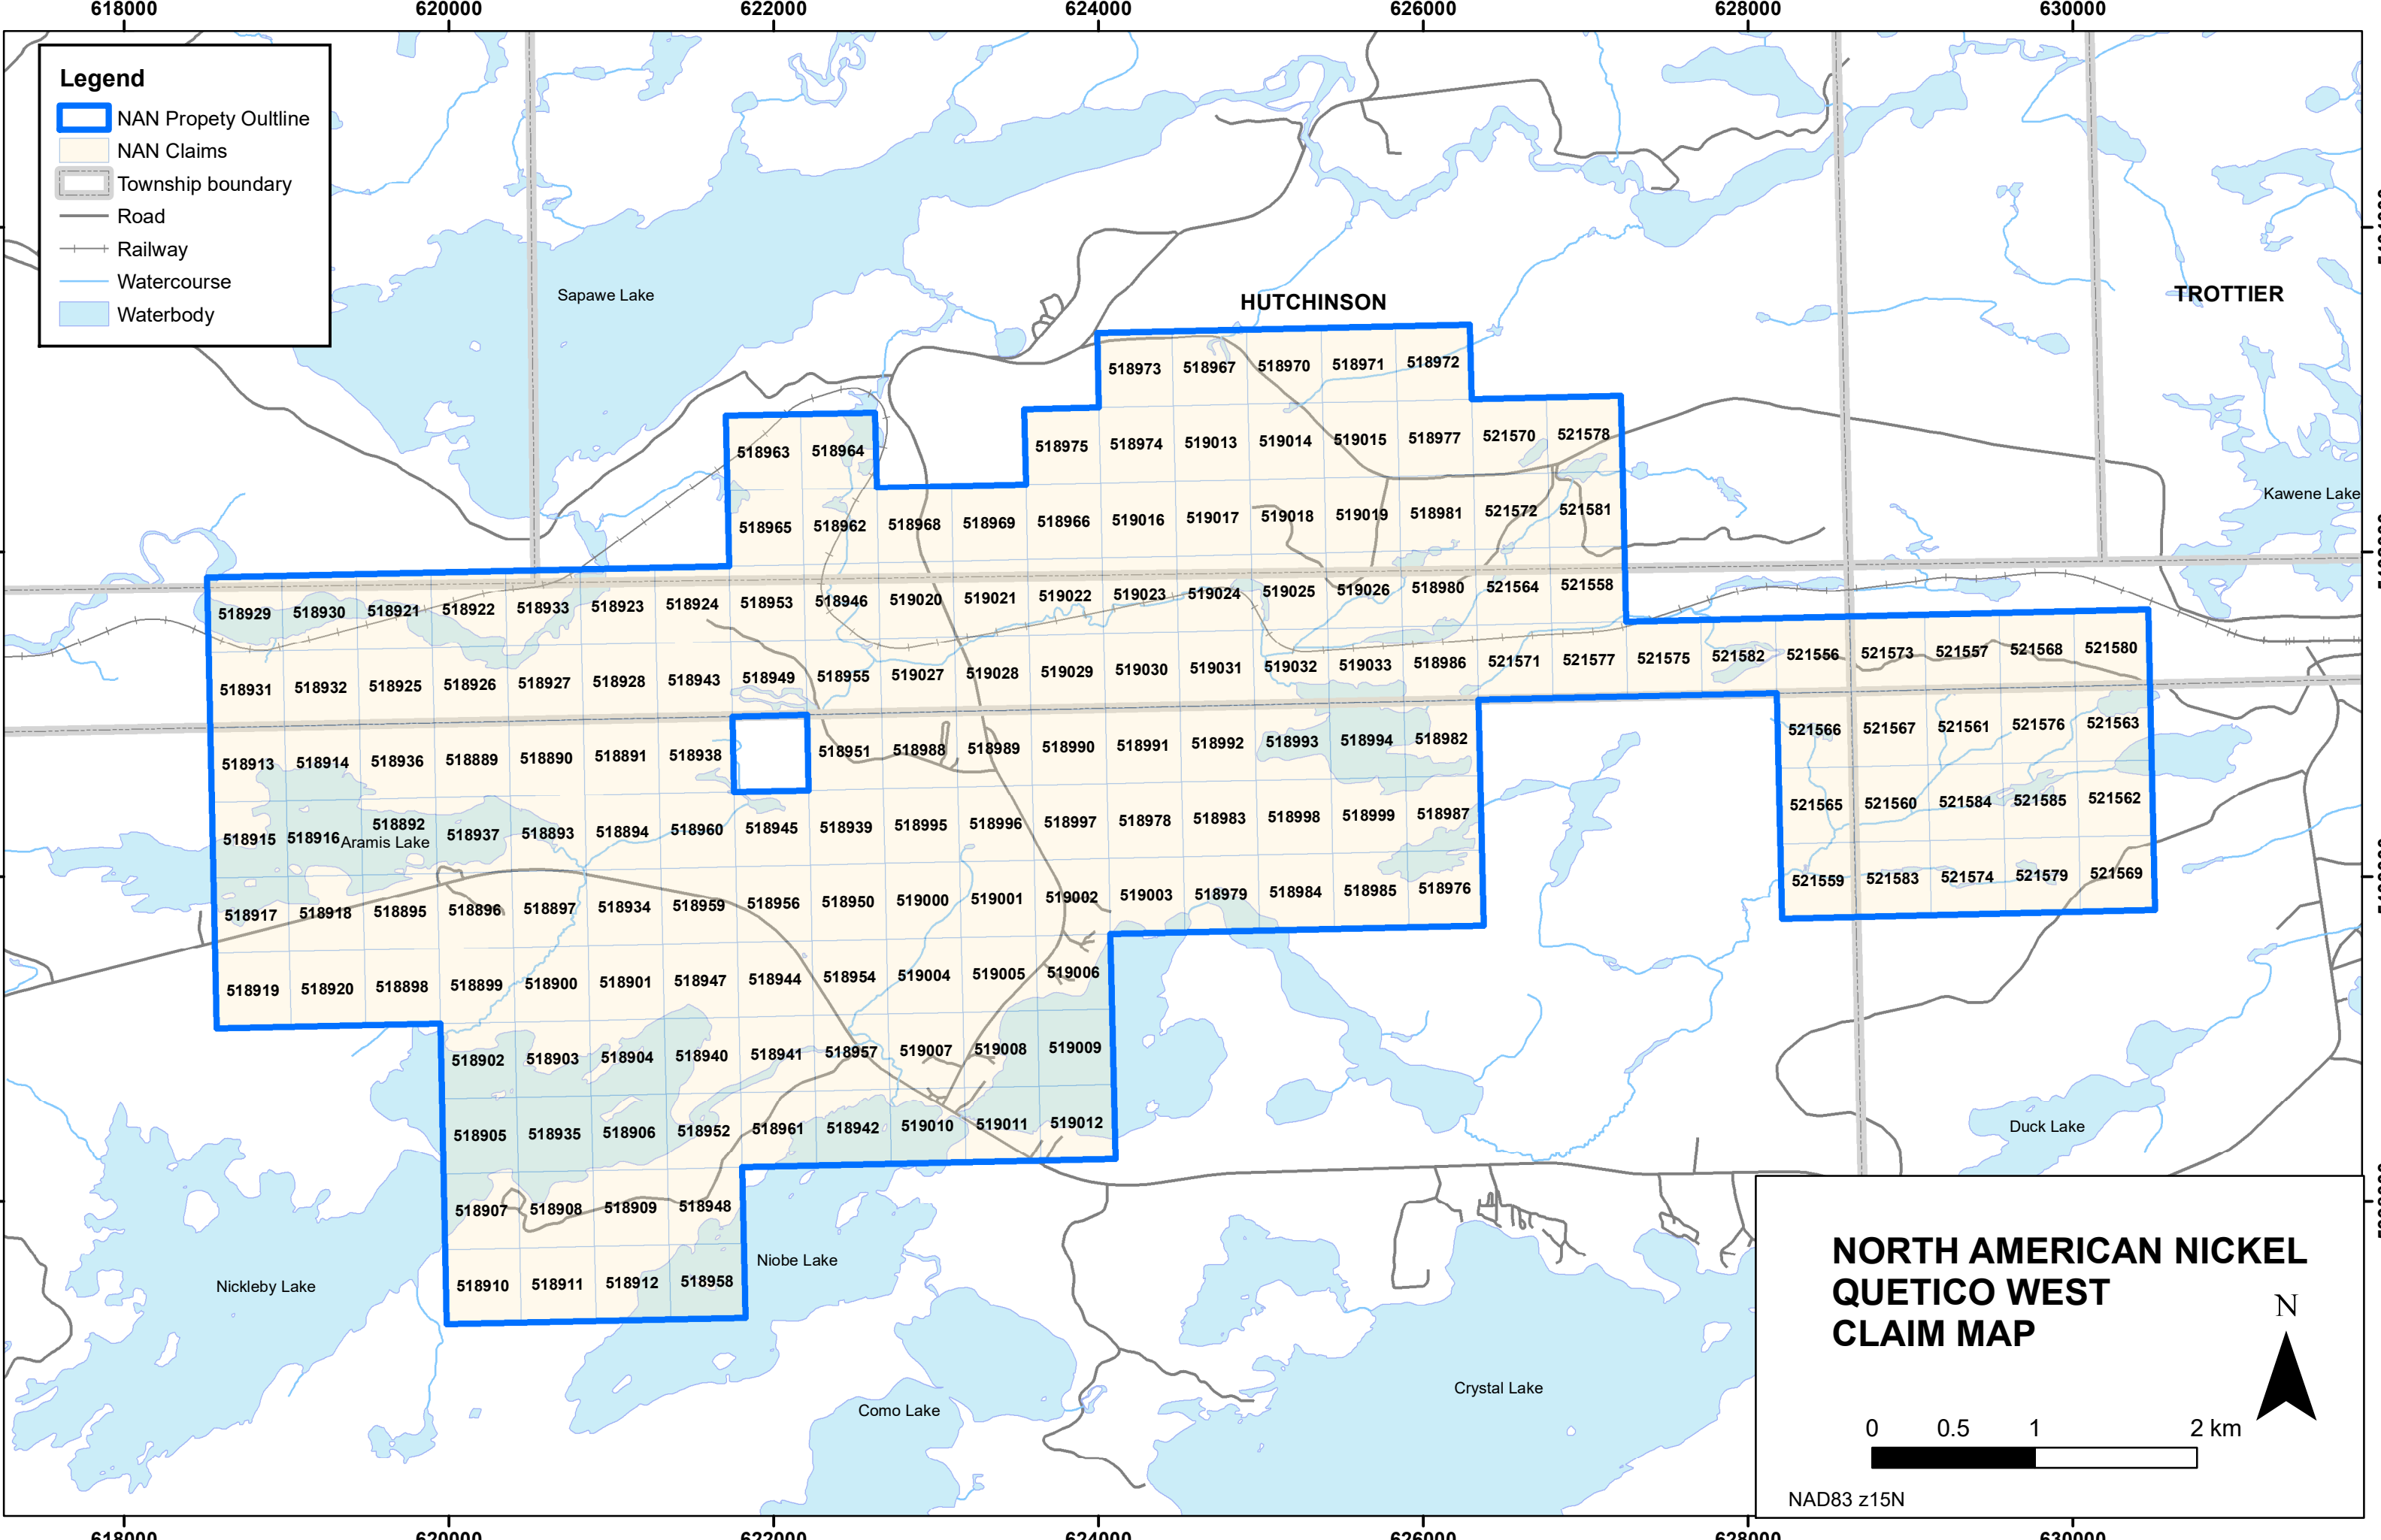 618000 620000 622000 624000 626000 628000 630000
Legend
NAN Propety Oultline
NAN Claims
Township boundary
Road
Railway
Watercourse
Waterbody
Sapawe Lake
HUTCHINSON
TROTTIER
Kawene Lake
518973 518967 518970 518971 518972
518963 518964 518975 518974 519013 519014 519015 518977 521570 521578
518965 518962 518968 518969 518966 519016 519017 519018 519019 518981 521572 521581
518929 518930 518921 518922 518933 518923 518924 518953 518946 519020 519021 519022 519023 519024 519025 519026 518980 521564 521558
518931 518932 518925 518926 518927 518928 518943 518949 518955 519027 519028 519029 519030 519031 519032 519033 518986 521571 521577 521575 521582 521556 521573 521557 521568 521580
518913 518914 518936 518889 518890 518891 518938 518951 518988 518989 518990 518991 518992 518993 518994 518982 521566 521567 521561 521576 521563
518915 518916 518892 518937 518893 518894 518960 518945 518939 518995 518996 518997 518978 518983 518998 518999 518987 521565 521560 521584 521585 521562
Aramis Lake
518917 518918 518895 518896 518897 518934 518959 518956 518950 519000 519001 519002 519003 518979 518984 518985 518976 521559 521583 521574 521579 521569
518919 518920 518898 518899 518900 518901 518947 518944 518954 519004 519005 519006
518902 518903 518904 518940 518941 518957 519007 519008 519009
518905 518935 518906 518952 518961 518942 519010 519011 519012
518907 518908 518909 518948
518910 518911 518912 518958
Duck Lake
Niobe Lake
Nickleby Lake
Como Lake
Crystal Lake
NORTH AMERICAN NICKEL
QUETICO WEST
CLAIM MAP
N
0 0.5 1 2 km
NAD83 z15N
618000 620000 622000 624000 626000 628000 630000